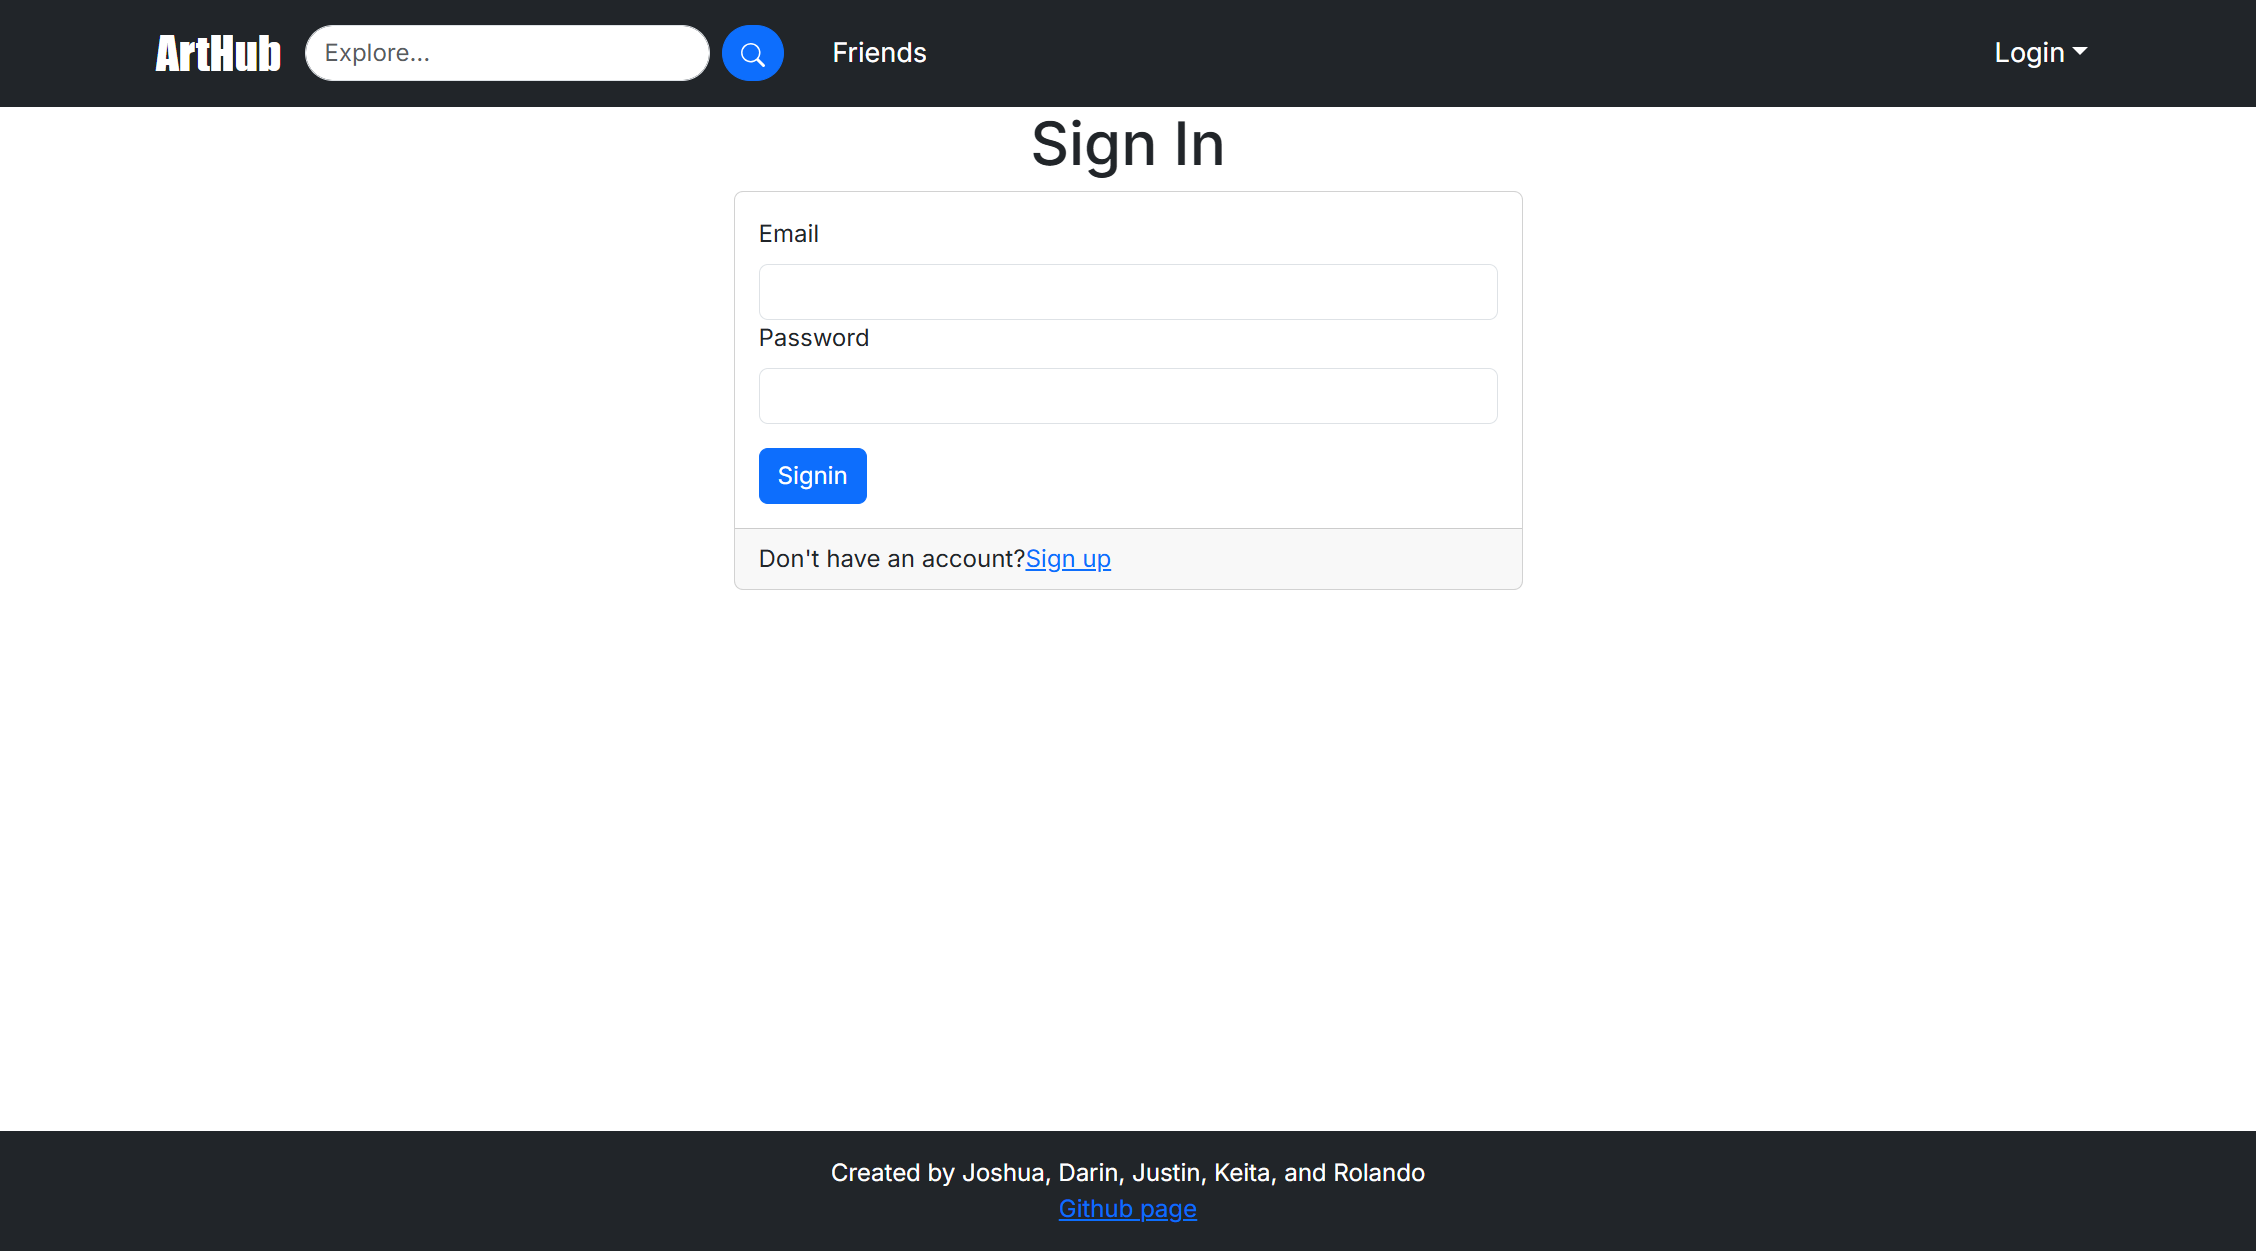 ArtHub Explore... Friends Login
Sign In
Email
Password
Signin
Don't have an account?Sign up
Created by Joshua, Darin, Justin, Keita, and Rolando
Github page